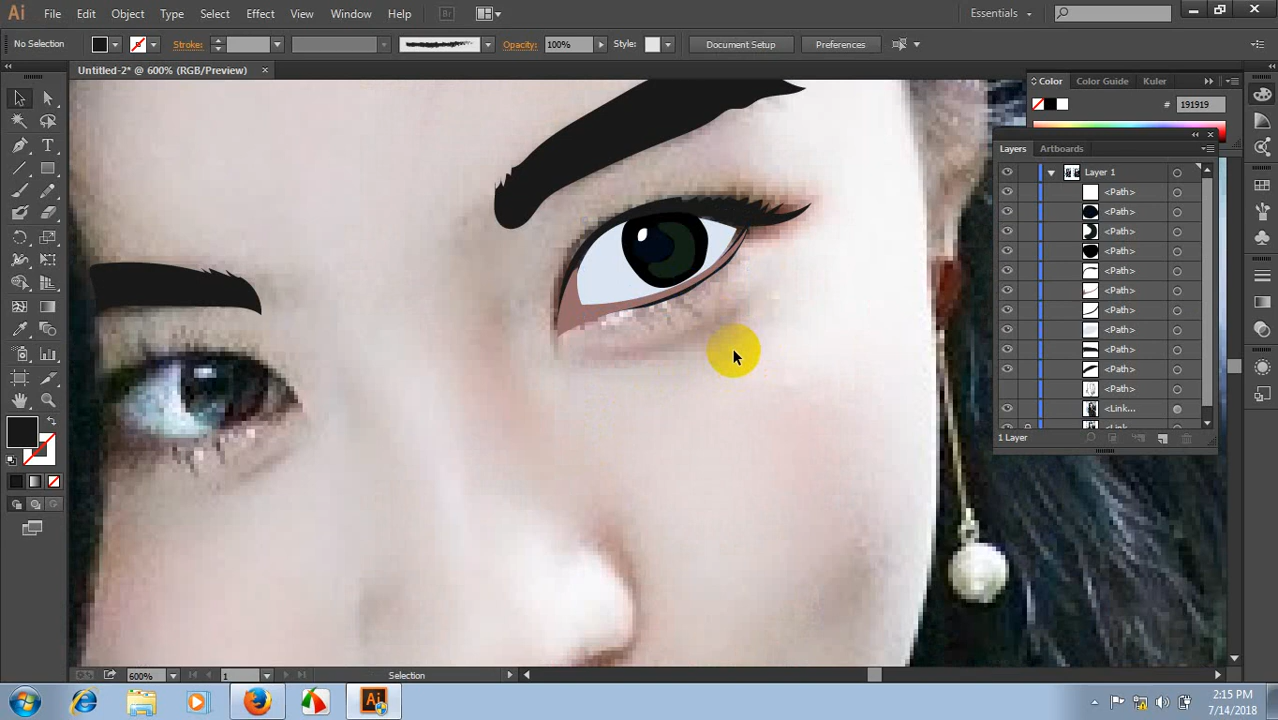 Ai File Edit Object Type Select Effect View Window Help Br Essentials
No Selection Stroke: Opacity: 100% Style: Document Setup Preferences
Untitled-2* @ 600% (RGB/Preview) ×
Color Color Guide Kuler
# 191919
Layers Artboards
Layer 1
<Path>
<Path>
<Path>
<Path>
<Path>
<Path>
<Path>
<Path>
<Path>
<Path>
<Path>
<Link...
<Link...
1 Layer
600% 1 Selection
Ai
2:15 PM
7/14/2018